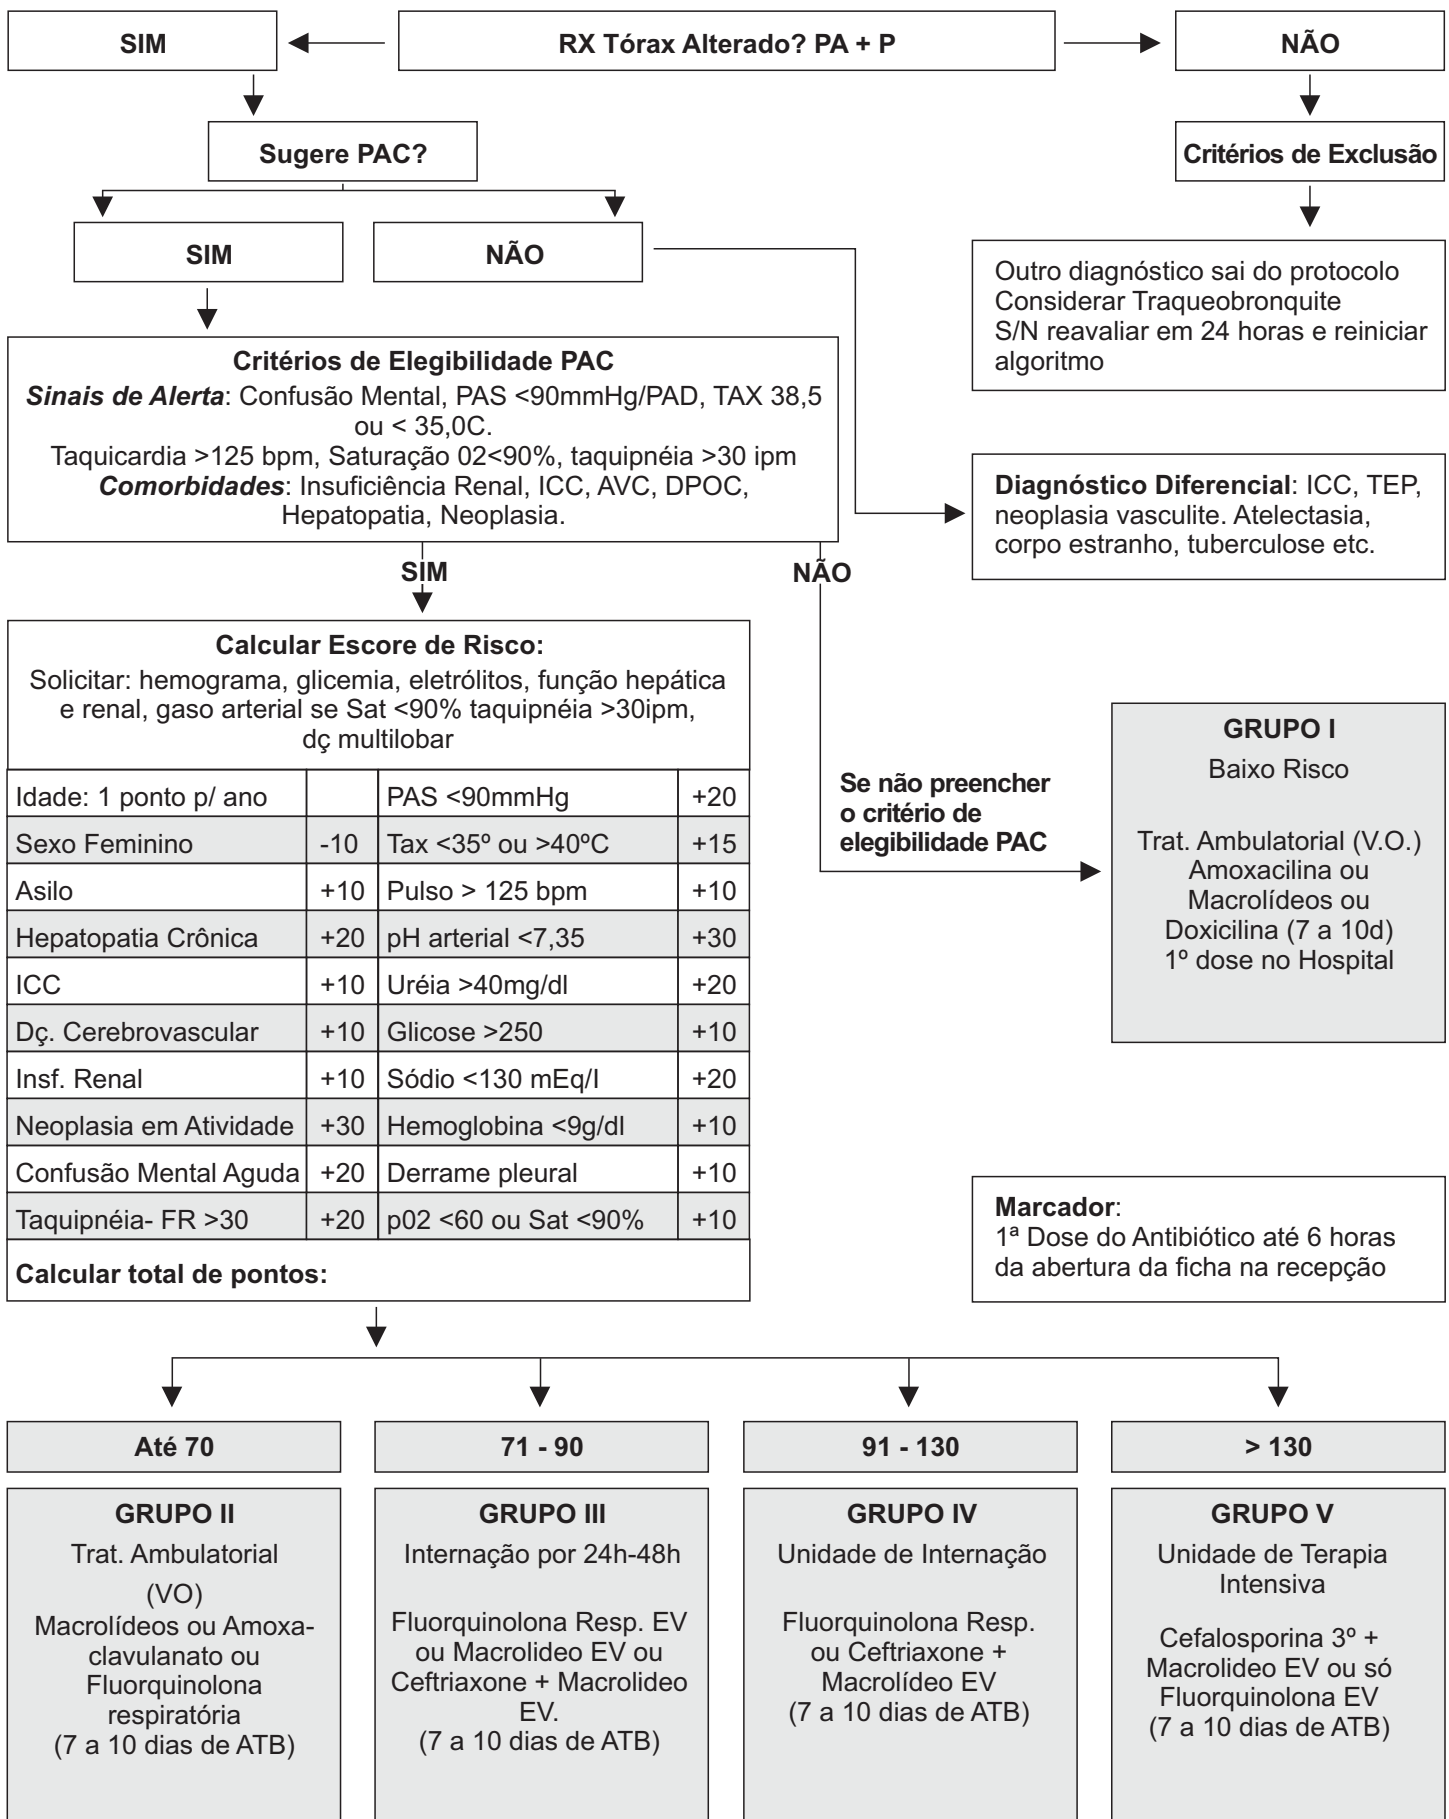 SIM
RX Tórax Alterado? PA + P
NÃO
Sugere PAC?
Critérios de Exclusão
SIM
NÃO
Outro diagnóstico sai do protocolo
Considerar Traqueobronquite
S/N reavaliar em 24 horas e reiniciar
algoritmo
Critérios de Elegibilidade PAC
Sinais de Alerta: Confusão Mental, PAS <90mmHg/PAD, TAX 38,5
ou < 35,0C.
Taquicardia >125 bpm, Saturação 02<90%, taquipnéia >30 ipm
Comorbidades: Insuficiência Renal, ICC, AVC, DPOC,
Hepatopatia, Neoplasia.
Diagnóstico Diferencial: ICC, TEP,
neoplasia vasculite. Atelectasia,
corpo estranho, tuberculose etc.
SIM
NÃO
Calcular Escore de Risco:
Solicitar: hemograma, glicemia, eletrólitos, função hepática
e renal, gaso arterial se Sat <90% taquipnéia >30ipm,
dç multilobar
Idade: 1 ponto p/ ano PAS <90mmHg +20
Sexo Feminino -10 Tax <35º ou >40ºC +15
Asilo +10 Pulso > 125 bpm +10
Hepatopatia Crônica +20 pH arterial <7,35 +30
ICC +10 Uréia >40mg/dl +20
Dç. Cerebrovascular +10 Glicose >250 +10
Insf. Renal +10 Sódio <130 mEq/l +20
Neoplasia em Atividade +30 Hemoglobina <9g/dl +10
Confusão Mental Aguda +20 Derrame pleural +10
Taquipnéia- FR >30 +20 p02 <60 ou Sat <90% +10
Calcular total de pontos:
Se não preencher
o critério de
elegibilidade PAC
GRUPO I
Baixo Risco
Trat. Ambulatorial (V.O.)
Amoxacilina ou
Macrolídeos ou
Doxicilina (7 a 10d)
1º dose no Hospital
Marcador:
1ª Dose do Antibiótico até 6 horas
da abertura da ficha na recepção
Até 70
71 - 90
91 - 130
> 130
GRUPO II
Trat. Ambulatorial
(VO)
Macrolídeos ou Amoxa-
clavulanato ou
Fluorquinolona
respiratória
(7 a 10 dias de ATB)
GRUPO III
Internação por 24h-48h
Fluorquinolona Resp. EV
ou Macrolideo EV ou
Ceftriaxone + Macrolideo
EV.
(7 a 10 dias de ATB)
GRUPO IV
Unidade de Internação
Fluorquinolona Resp.
ou Ceftriaxone +
Macrolídeo EV
(7 a 10 dias de ATB)
GRUPO V
Unidade de Terapia
Intensiva
Cefalosporina 3º +
Macrolideo EV ou só
Fluorquinolona EV
(7 a 10 dias de ATB)